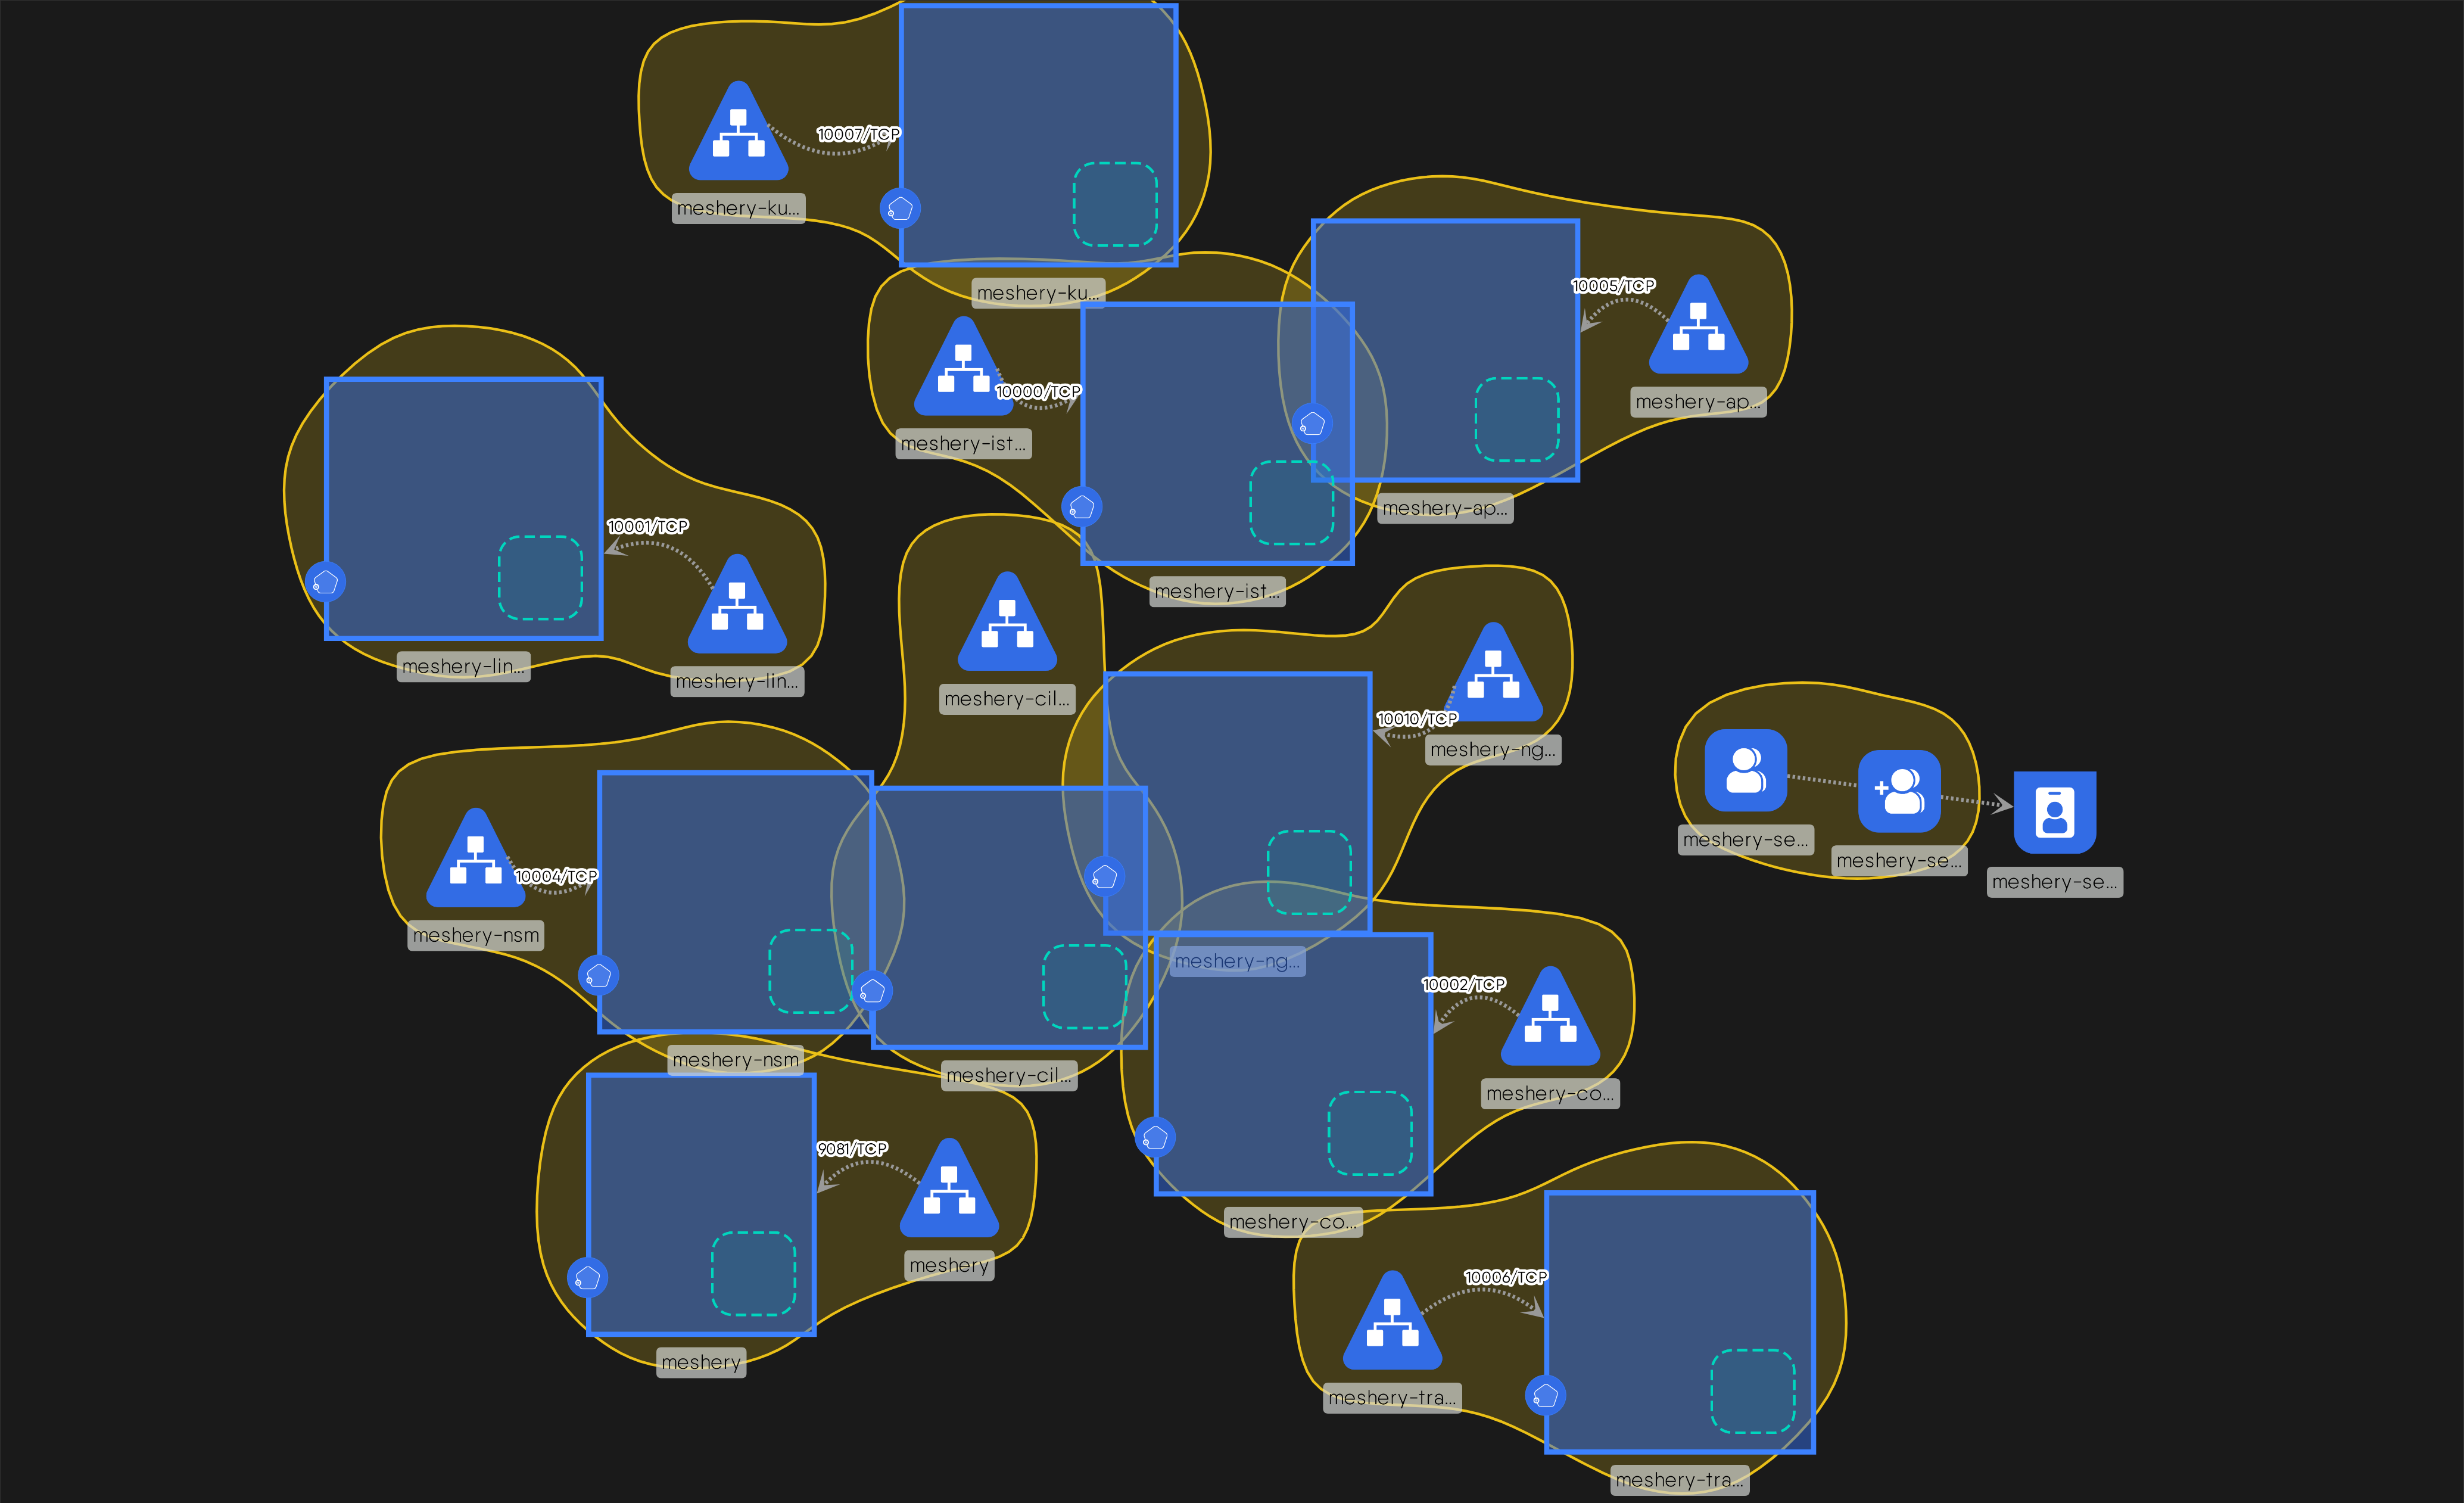 10007/TCP
meshery-ku...
meshery-ku...
10005/TCP
10000/TCP
meshery-ap...
meshery-ist...
meshery-ap...
10001/TCP
meshery-ist...
meshery-lin...
meshery-lin...
meshery-cil...
10010/TCP
meshery-ng...
meshery-se...
meshery-se...
meshery-se...
10004/TCP
meshery-nsm
meshery-ng...
10002/TCP
meshery-nsm
meshery-cil...
meshery-co...
9081/TCP
meshery-co...
meshery
10006/TCP
meshery
meshery-tra...
meshery-tra...